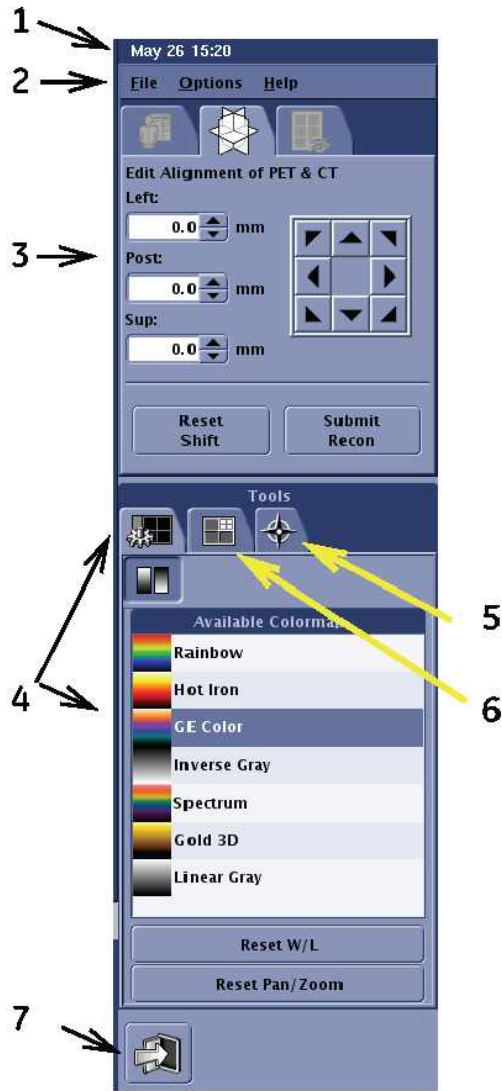 1
May 26 15:20
2
File Options Help
Edit Alignment of PET & CT
Left:
0.0 mm
3
Post:
0.0 mm
Sup:
0.0 mm
Reset Shift
Submit Recon
Tools
4
5
6
Available Colorma
Rainbow
Hot Iron
GE Color
Inverse Gray
Spectrum
Gold 3D
Linear Gray
Reset W/L
Reset Pan/Zoom
7